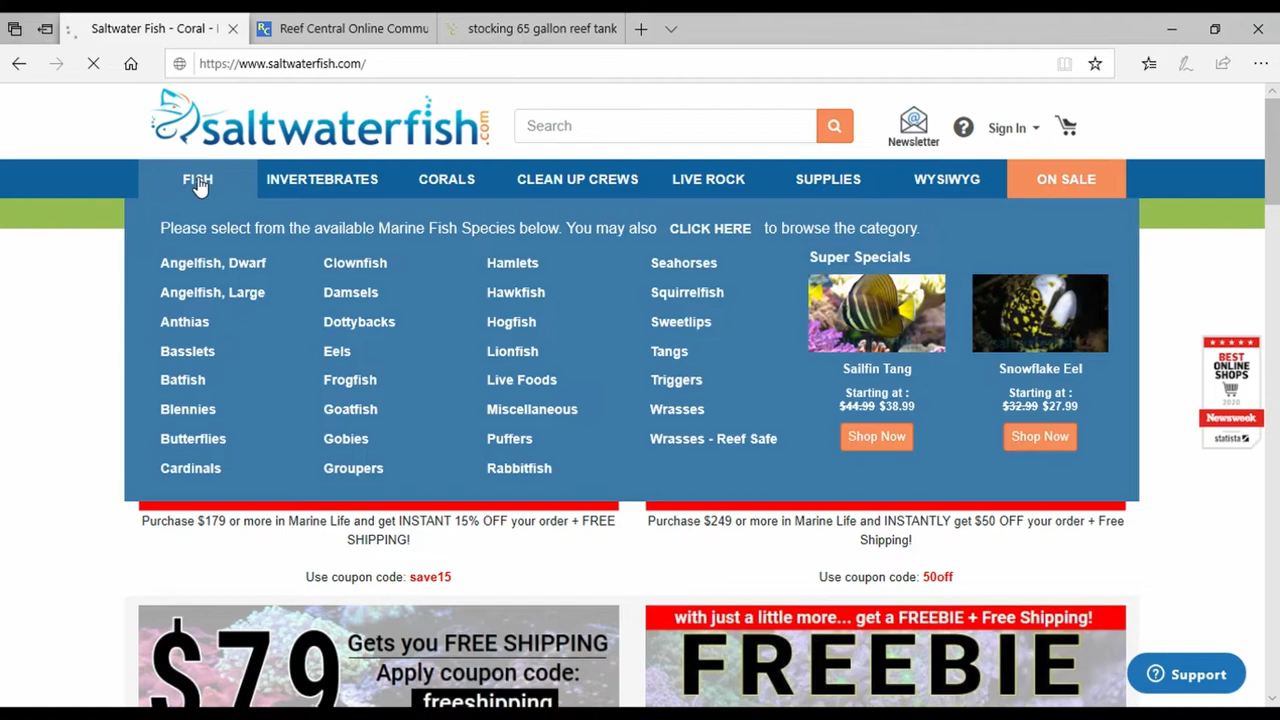 Saltwater Fish - Coral -
Reef Central Online Commu
stocking 65 gallon reef tank
https://www.saltwaterfish.com/
saltwaterfish.com
Search
Newsletter
Sign In
FISH
INVERTEBRATES
CORALS
CLEAN UP CREWS
LIVE ROCK
SUPPLIES
WYSIWYG
ON SALE
Please select from the available Marine Fish Species below. You may also CLICK HERE to browse the category.
Angelfish, Dwarf
Angelfish, Large
Anthias
Basslets
Batfish
Blennies
Butterflies
Cardinals
Clownfish
Damsels
Dottybacks
Eels
Frogfish
Goatfish
Gobies
Groupers
Hamlets
Hawkfish
Hogfish
Lionfish
Live Foods
Miscellaneous
Puffers
Rabbitfish
Seahorses
Squirrelfish
Sweetlips
Tangs
Triggers
Wrasses
Wrasses - Reef Safe
Super Specials
Sailfin Tang
Starting at :
$44.99 $38.99
Shop Now
Snowflake Eel
Starting at :
$32.99 $27.99
Shop Now
BEST
ONLINE
SHOPS
2020
Newsweek
statista
Purchase $179 or more in Marine Life and get INSTANT 15% OFF your order + FREE
SHIPPING!
Use coupon code: save15
Purchase $249 or more in Marine Life and INSTANTLY get $50 OFF your order + Free
Shipping!
Use coupon code: 50off
$79
Gets you FREE SHIPPING
Apply coupon code:
freeshipping
with just a little more... get a FREEBIE + Free Shipping!
FREEBIE
Support